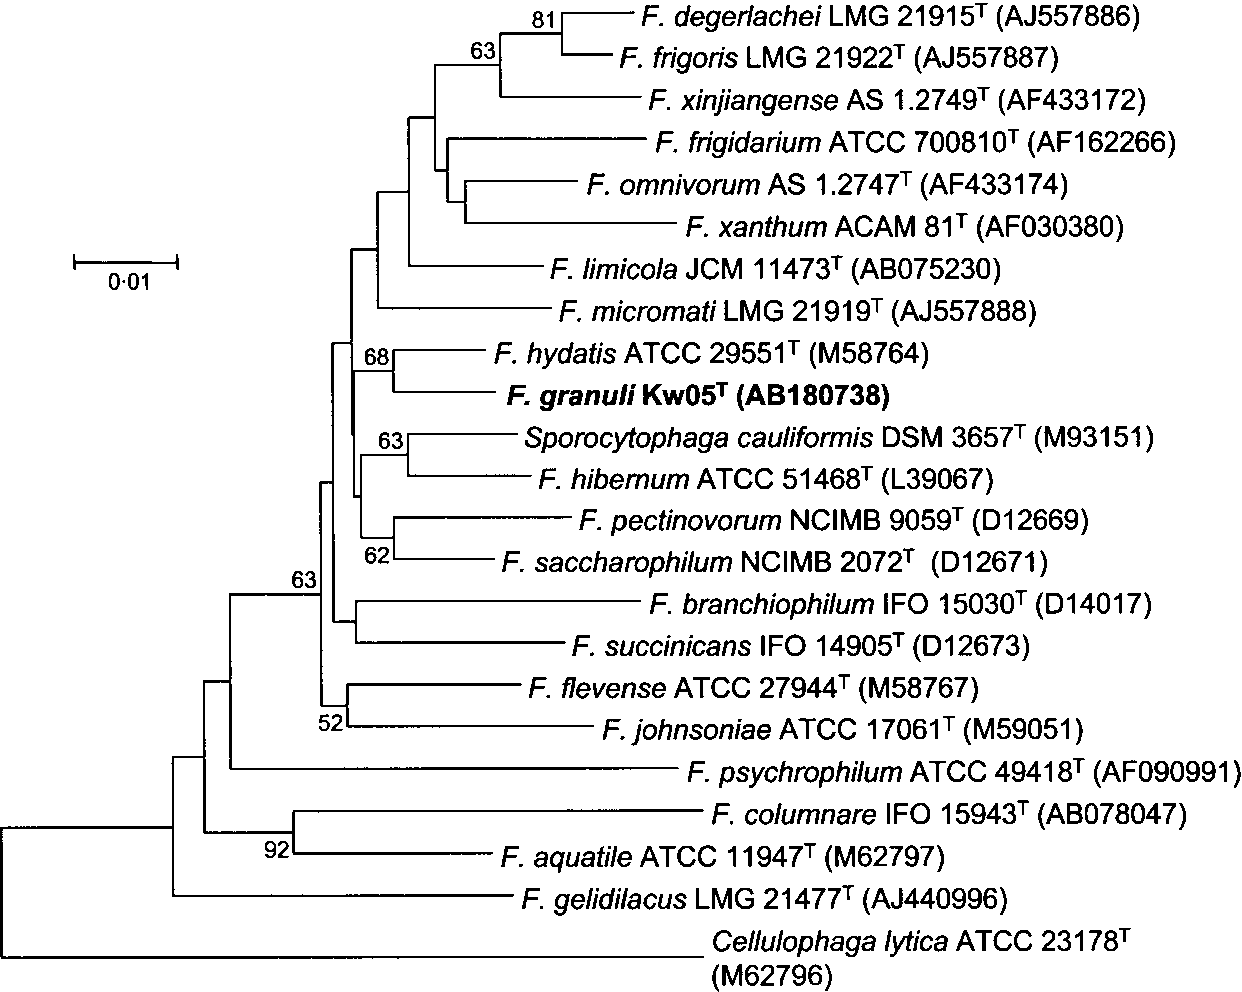 81
F. degerlachei LMG 21915ᵀ (AJ557886)
63
F. frigoris LMG 21922ᵀ (AJ557887)
F. xinjiangense AS 1.2749ᵀ (AF433172)
F. frigidarium ATCC 700810ᵀ (AF162266)
F. omnivorum AS 1.2747ᵀ (AF433174)
F. xanthum ACAM 81ᵀ (AF030380)
0·01
F. limicola JCM 11473ᵀ (AB075230)
F. micromati LMG 21919ᵀ (AJ557888)
68
F. hydatis ATCC 29551ᵀ (M58764)
F. granuli Kw05ᵀ (AB180738)
63
Sporocytophaga cauliformis DSM 3657ᵀ (M93151)
F. hibernum ATCC 51468ᵀ (L39067)
F. pectinovorum NCIMB 9059ᵀ (D12669)
62
F. saccharophilum NCIMB 2072ᵀ (D12671)
63
F. branchiophilum IFO 15030ᵀ (D14017)
F. succinicans IFO 14905ᵀ (D12673)
F. flevense ATCC 27944ᵀ (M58767)
52
F. johnsoniae ATCC 17061ᵀ (M59051)
F. psychrophilum ATCC 49418ᵀ (AF090991)
F. columnare IFO 15943ᵀ (AB078047)
92
F. aquatile ATCC 11947ᵀ (M62797)
F. gelidilacus LMG 21477ᵀ (AJ440996)
Cellulophaga lytica ATCC 23178ᵀ
(M62796)